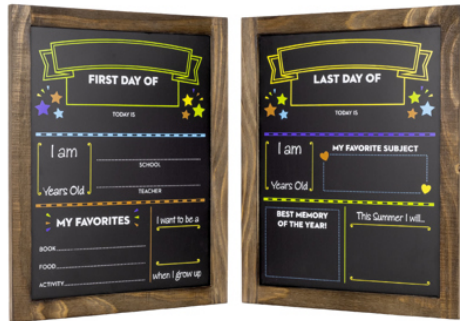 FIRST DAY OF
TODAY IS
I am
Years Old
SCHOOL
TEACHER
MY FAVORITES
BOOK
FOOD
ACTIVITY
I want to be a
when I grow up
LAST DAY OF
TODAY IS
I am
Years Old
MY FAVORITE SUBJECT
BEST MEMORY
OF THE YEAR!
This Summer I will...